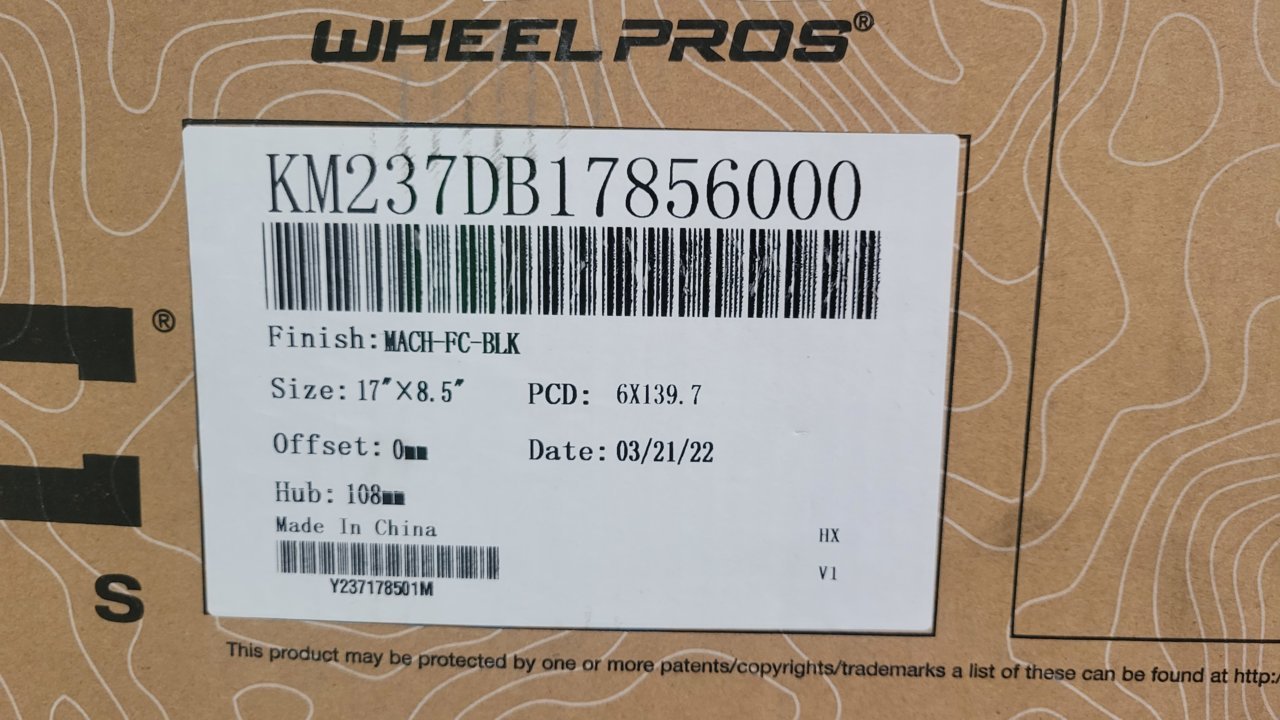 WHEEL PROS®
KM237DB17856000
Finish: MACH-FC-BLK
Size: 17"X8.5" PCD: 6X139.7
Offset: 0mm Date: 03/21/22
Hub: 108mm
Made In China
HX
V1
Y237178501M
®
S
This product may be protected by one or more patents/copyrights/trademarks a list of these can be found at http:/